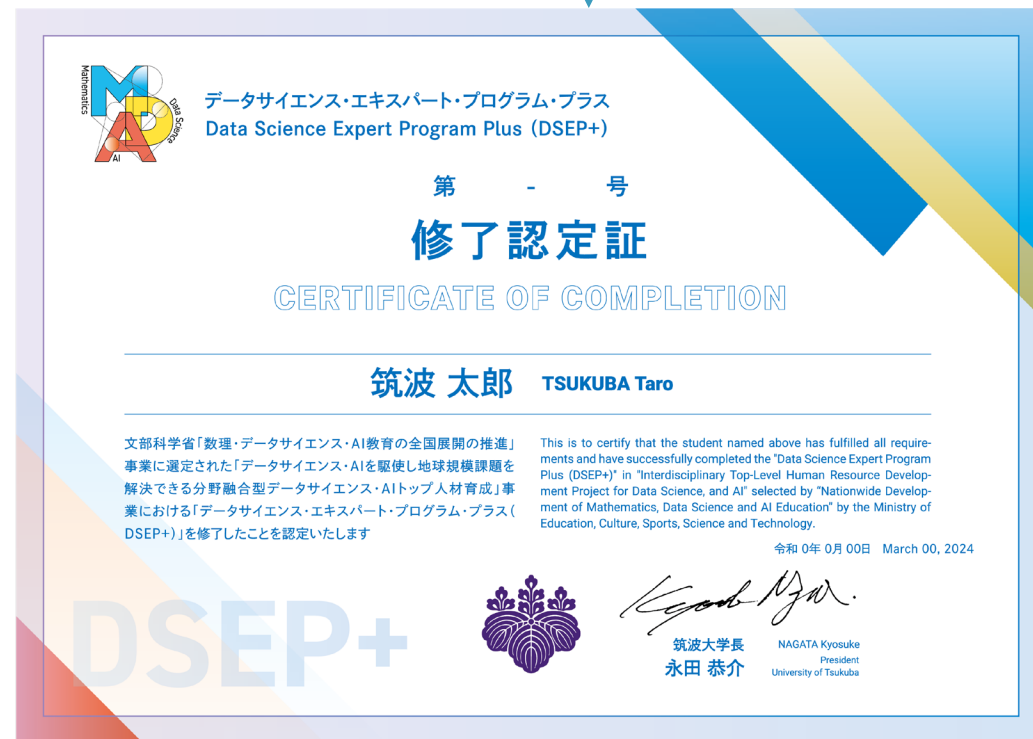 Mathematics
M
D
A
Data Science
AI
データサイエンス・エキスパート・プログラム・プラス
Data Science Expert Program Plus (DSEP+)
第 - 号
修了認定証
CERTIFICATE OF COMPLETION
筑波 太郎 TSUKUBA Taro
文部科学省「数理・データサイエンス・AI教育の全国展開の推進」
事業に選定された「データサイエンス・AIを駆使し地球規模課題を
解決できる分野融合型データサイエンス・AIトップ人材育成」事
業における「データサイエンス・エキスパート・プログラム・プラス(
DSEP+)」を修了したことを認定いたします
This is to certify that the student named above has fulfilled all require-
ments and have successfully completed the "Data Science Expert Program
Plus (DSEP+)" in "Interdisciplinary Top-Level Human Resource Develop-
ment Project for Data Science, and AI" selected by "Nationwide Develop-
ment of Mathematics, Data Science and AI Education" by the Ministry of
Education, Culture, Sports, Science and Technology.
令和 0年 0月 00日 March 00, 2024
DSEP+
筑波大学長
永田 恭介
NAGATA Kyosuke
President
University of Tsukuba